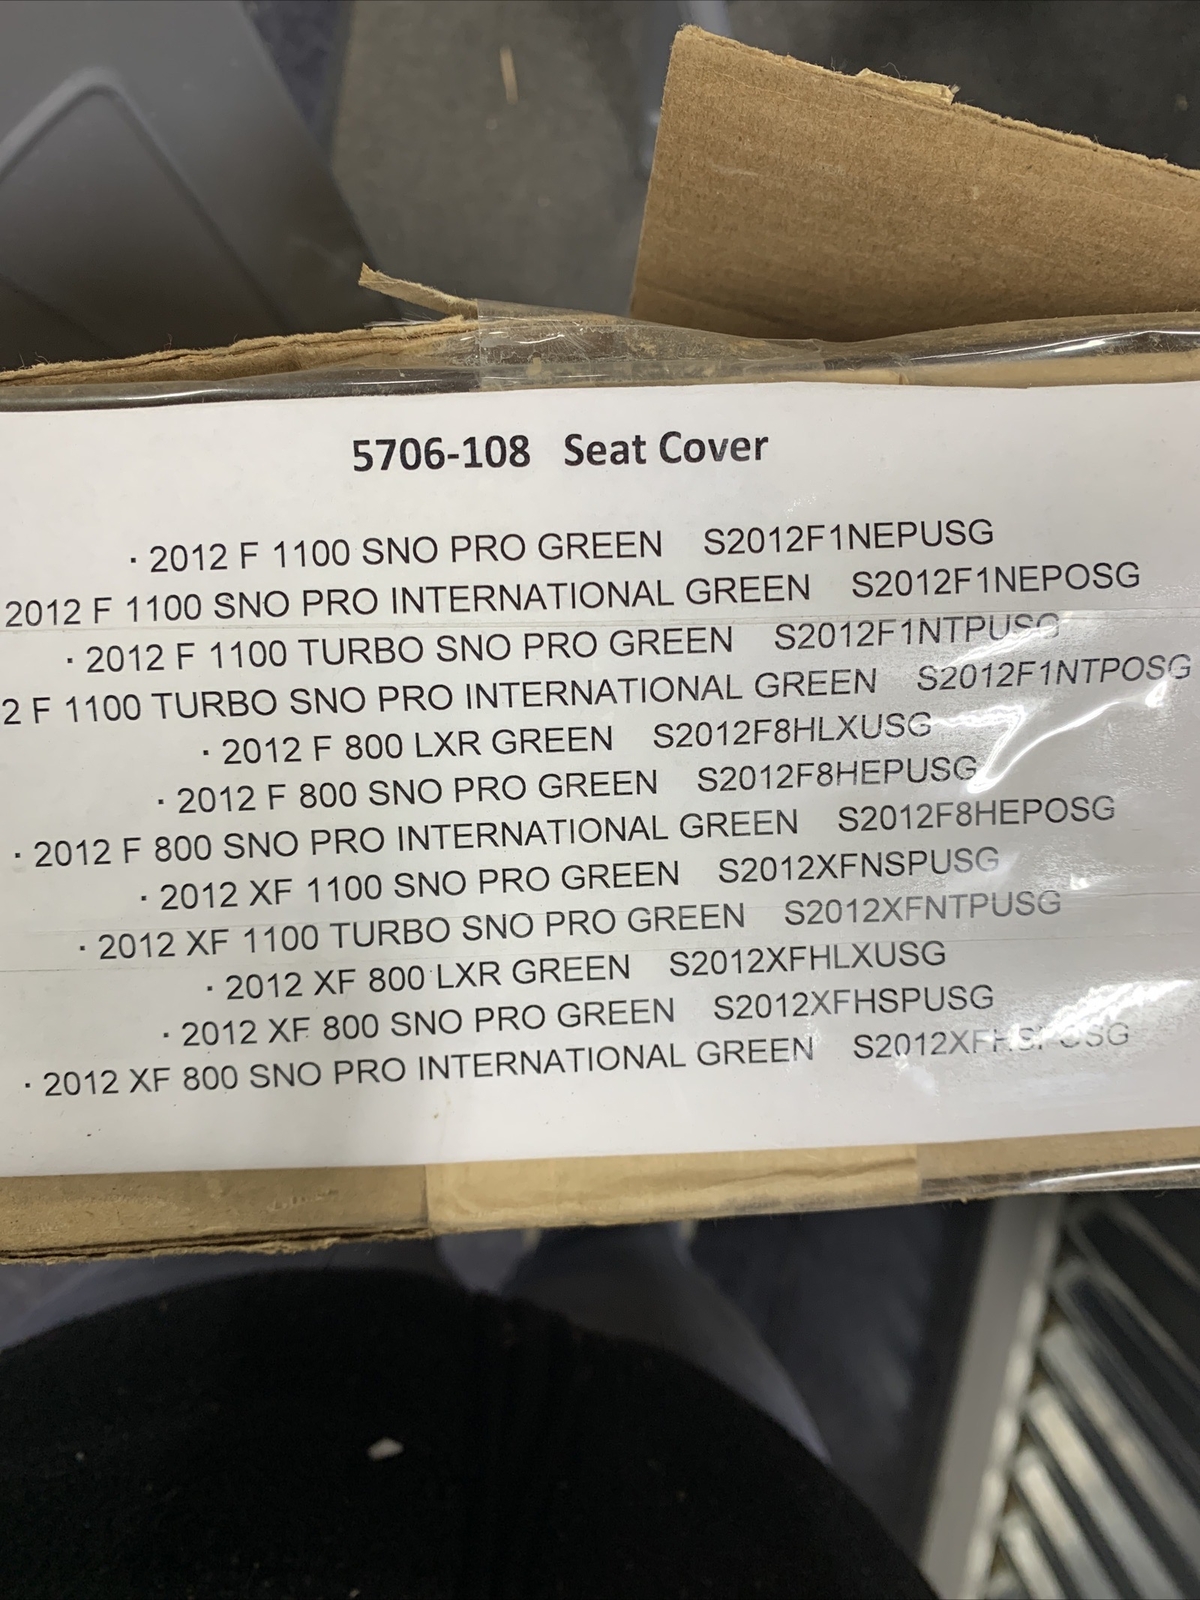 5706-108 Seat Cover
· 2012 F 1100 SNO PRO GREEN S2012F1NEPUSG
2012 F 1100 SNO PRO INTERNATIONAL GREEN S2012F1NEPOSG
· 2012 F 1100 TURBO SNO PRO GREEN S2012F1NTPUSG
2 F 1100 TURBO SNO PRO INTERNATIONAL GREEN S2012F1NTPOSG
· 2012 F 800 LXR GREEN S2012F8HLXUSG
· 2012 F 800 SNO PRO GREEN S2012F8HEPUSG
· 2012 F 800 SNO PRO INTERNATIONAL GREEN S2012F8HEPOSG
· 2012 XF 1100 SNO PRO GREEN S2012XFNSPUSG
· 2012 XF 1100 TURBO SNO PRO GREEN S2012XFNTPUSG
· 2012 XF 800 LXR GREEN S2012XFHLXUSG
· 2012 XF 800 SNO PRO GREEN S2012XFHSPUSG
· 2012 XF 800 SNO PRO INTERNATIONAL GREEN